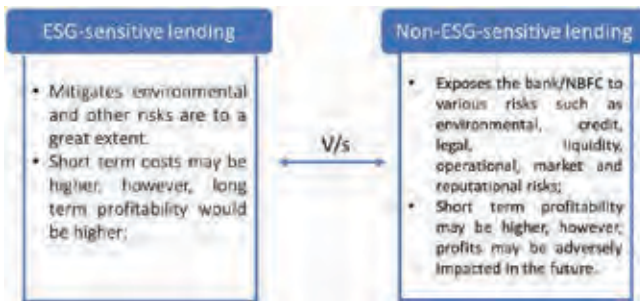 ESG-sensitive lending
• Mitigates environmental
and other risks are to a
great extent.
• Short term costs may be
higher, however, long
term profitability would
be higher;
V/s
Non-ESG-sensitive lending
• Exposes the bank/NBFC to
various risks such as
environmental, credit,
legal, liquidity,
operational, market and
reputational risks;
• Short term profitability
may be higher, however,
profits may be adversely
impacted in the future.